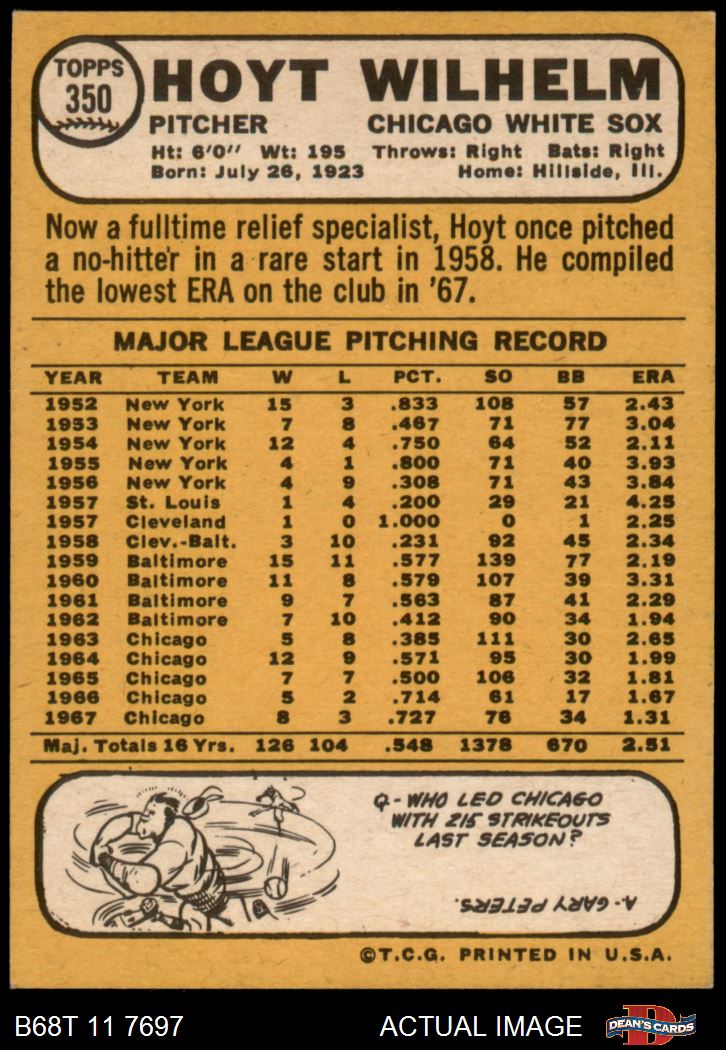 TOPPS
350
HOYT WILHELM
PITCHER CHICAGO WHITE SOX
Ht: 6'0" Wt: 195 Throws: Right Bats: Right
Born: July 26, 1923 Home: Hillside, Ill.
Now a fulltime relief specialist, Hoyt once pitched
a no-hitter in a rare start in 1958. He compiled
the lowest ERA on the club in '67.
MAJOR LEAGUE PITCHING RECORD
YEAR TEAM W L PCT. SO BB ERA
1952 New York 15 3 .833 108 57 2.43
1953 New York 7 8 .467 71 77 3.04
1954 New York 12 4 .750 64 52 2.11
1955 New York 4 1 .800 71 40 3.93
1956 New York 4 9 .308 71 43 3.84
1957 St. Louis 1 4 .200 29 21 4.25
1957 Cleveland 1 0 1.000 0 1 2.25
1958 Clev.-Balt. 3 10 .231 92 45 2.34
1959 Baltimore 15 11 .577 139 77 2.19
1960 Baltimore 11 8 .579 107 39 3.31
1961 Baltimore 9 7 .563 87 41 2.29
1962 Baltimore 7 10 .412 90 34 1.94
1963 Chicago 5 8 .385 111 30 2.65
1964 Chicago 12 9 .571 95 30 1.99
1965 Chicago 7 7 .500 106 32 1.81
1966 Chicago 5 2 .714 61 17 1.67
1967 Chicago 8 3 .727 76 34 1.31
Maj. Totals 16 Yrs. 126 104 .548 1378 670 2.51
Q-WHO LED CHICAGO
WITH 215 STRIKEOUTS
LAST SEASON?
A-GARY PETERS.
©T.C.G. PRINTED IN U.S.A.
B68T 11 7697 ACTUAL IMAGE
D
DEAN'S CARDS